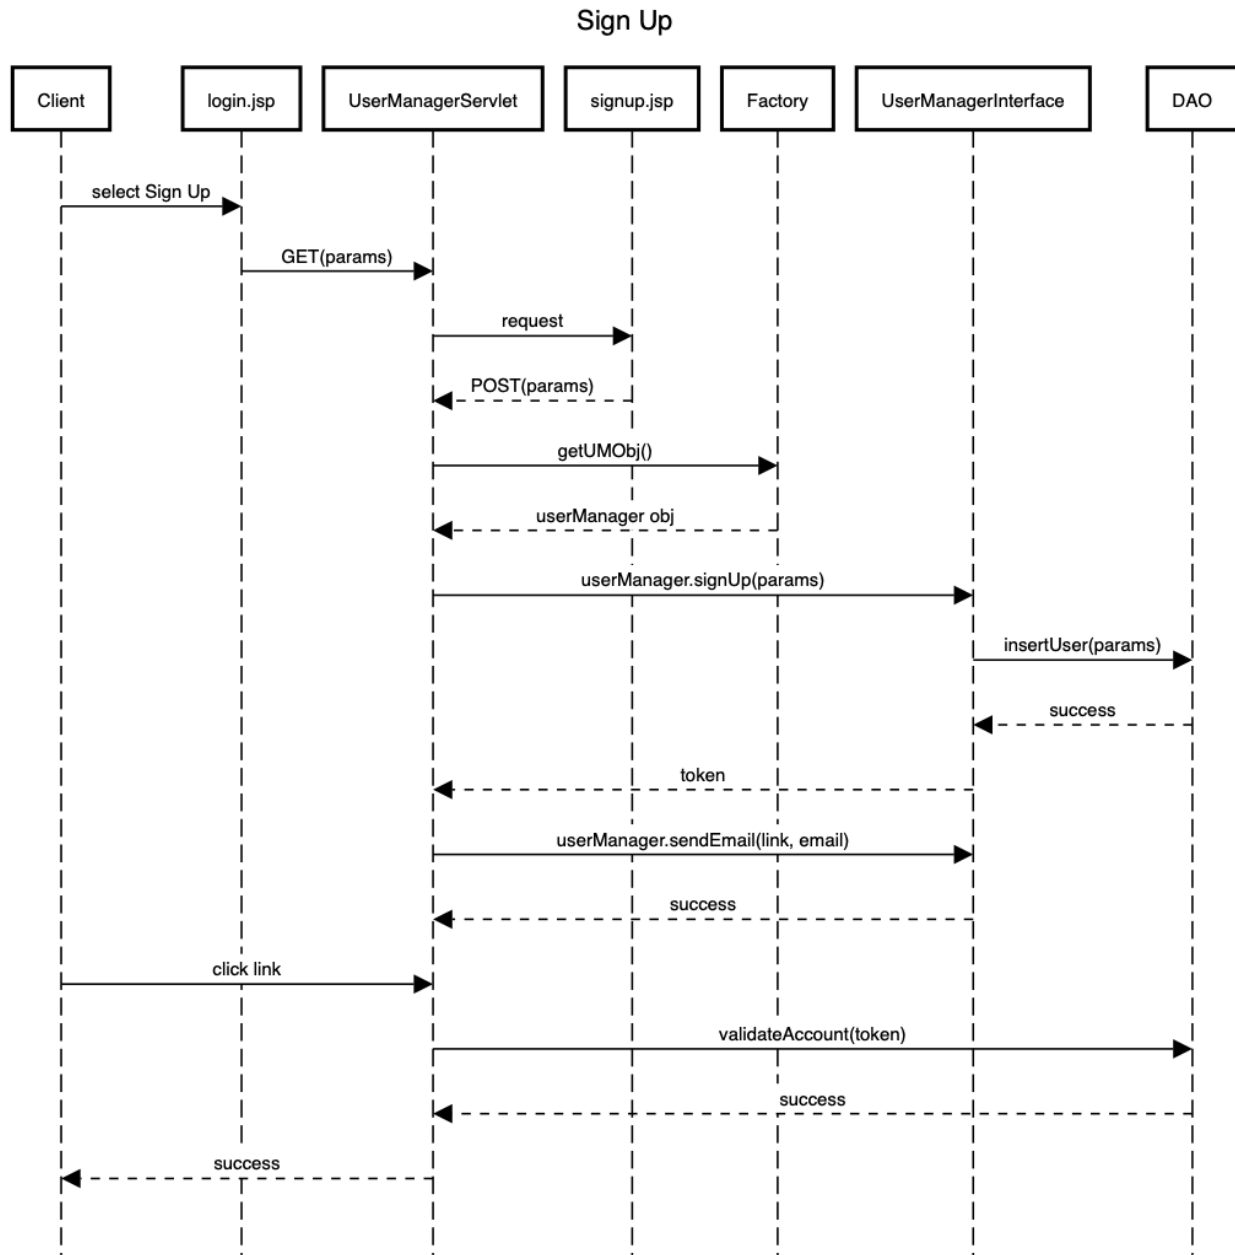 Sign Up
Client
login.jsp
UserManagerServlet
signup.jsp
Factory
UserManagerInterface
DAO
select Sign Up
GET(params)
request
POST(params)
getUMObj()
userManager obj
userManager.signUp(params)
insertUser(params)
success
token
userManager.sendEmail(link, email)
success
click link
validateAccount(token)
success
success